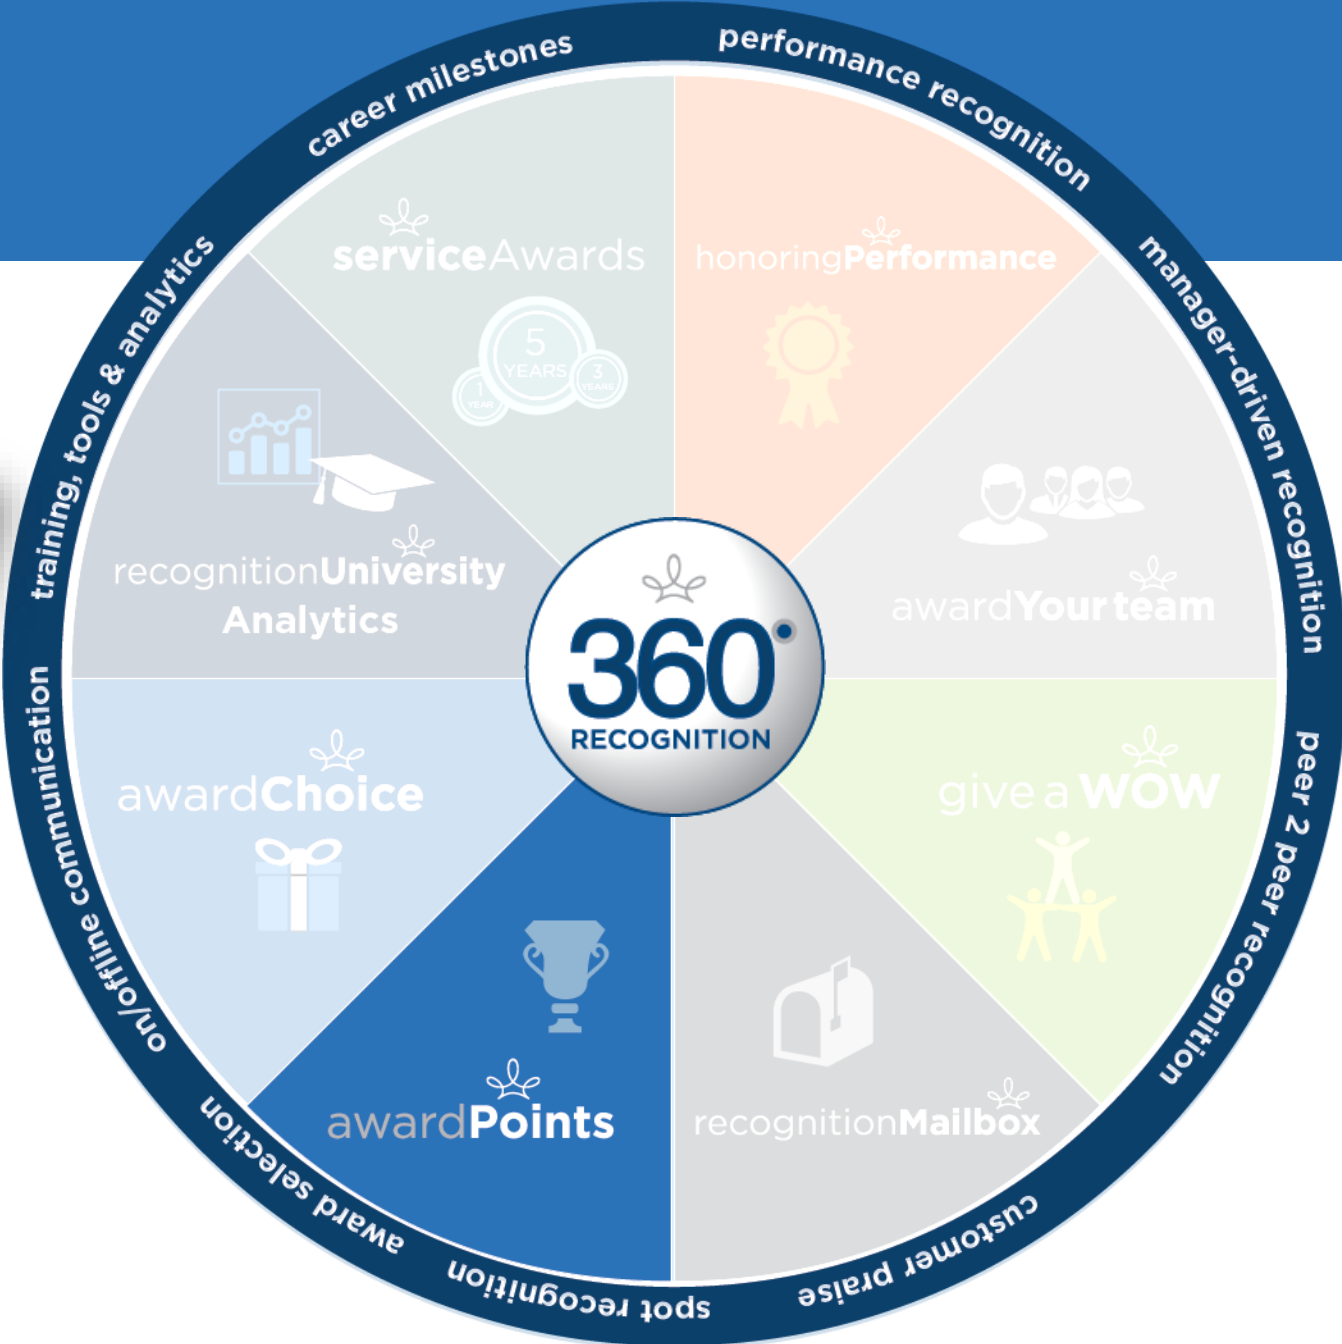 career milestones
performance recognition
manager-driven recognition
peer 2 peer recognition
customer praise
spot recognition
award selection
on/offline communication
training, tools & analytics
serviceAwards
5
YEARS
1
YEAR
3
YEARS
honoringPerformance
awardYour team
give a WOW
recognitionMailbox
awardPoints
awardChoice
recognitionUniversity
Analytics
360°
RECOGNITION